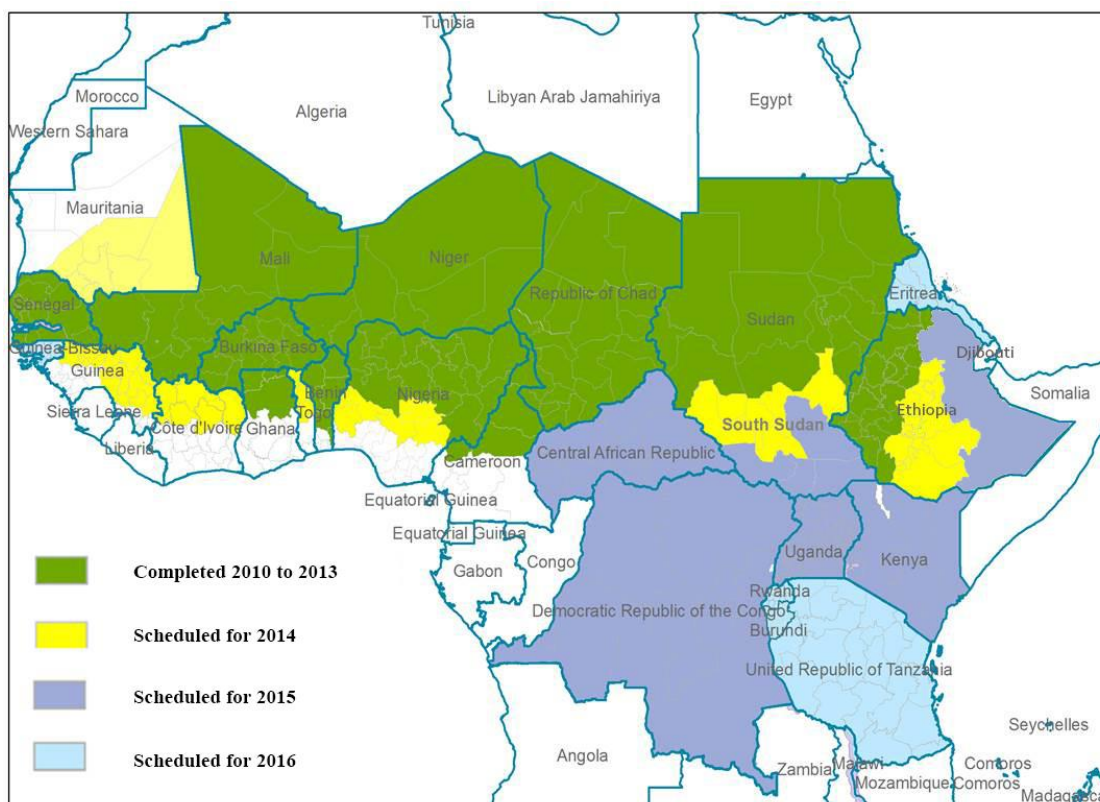 Tunisia
Morocco
Algeria
Libyan Arab Jamahiriya
Egypt
Western Sahara
Mauritania
Mali
Niger
Republic of Chad
Sudan
Eritrea
Senegal
Guinea-Bissau
Guinea
Burkina Faso
Benin
Togo
Nigeria
Djibouti
Somalia
Sierra Leone
Liberia
Côte d'Ivoire
Ghana
Cameroon
Central African Republic
South Sudan
Ethiopia
Equatorial Guinea
Equatorial Guinea
Gabon
Congo
Uganda
Kenya
Rwanda
Democratic Republic of the Congo
Burundi
United Republic of Tanzania
Seychelles
Angola
Zambia
Malawi
Mozambique
Comoros
Comoros
Madagasca
Completed 2010 to 2013
Scheduled for 2014
Scheduled for 2015
Scheduled for 2016